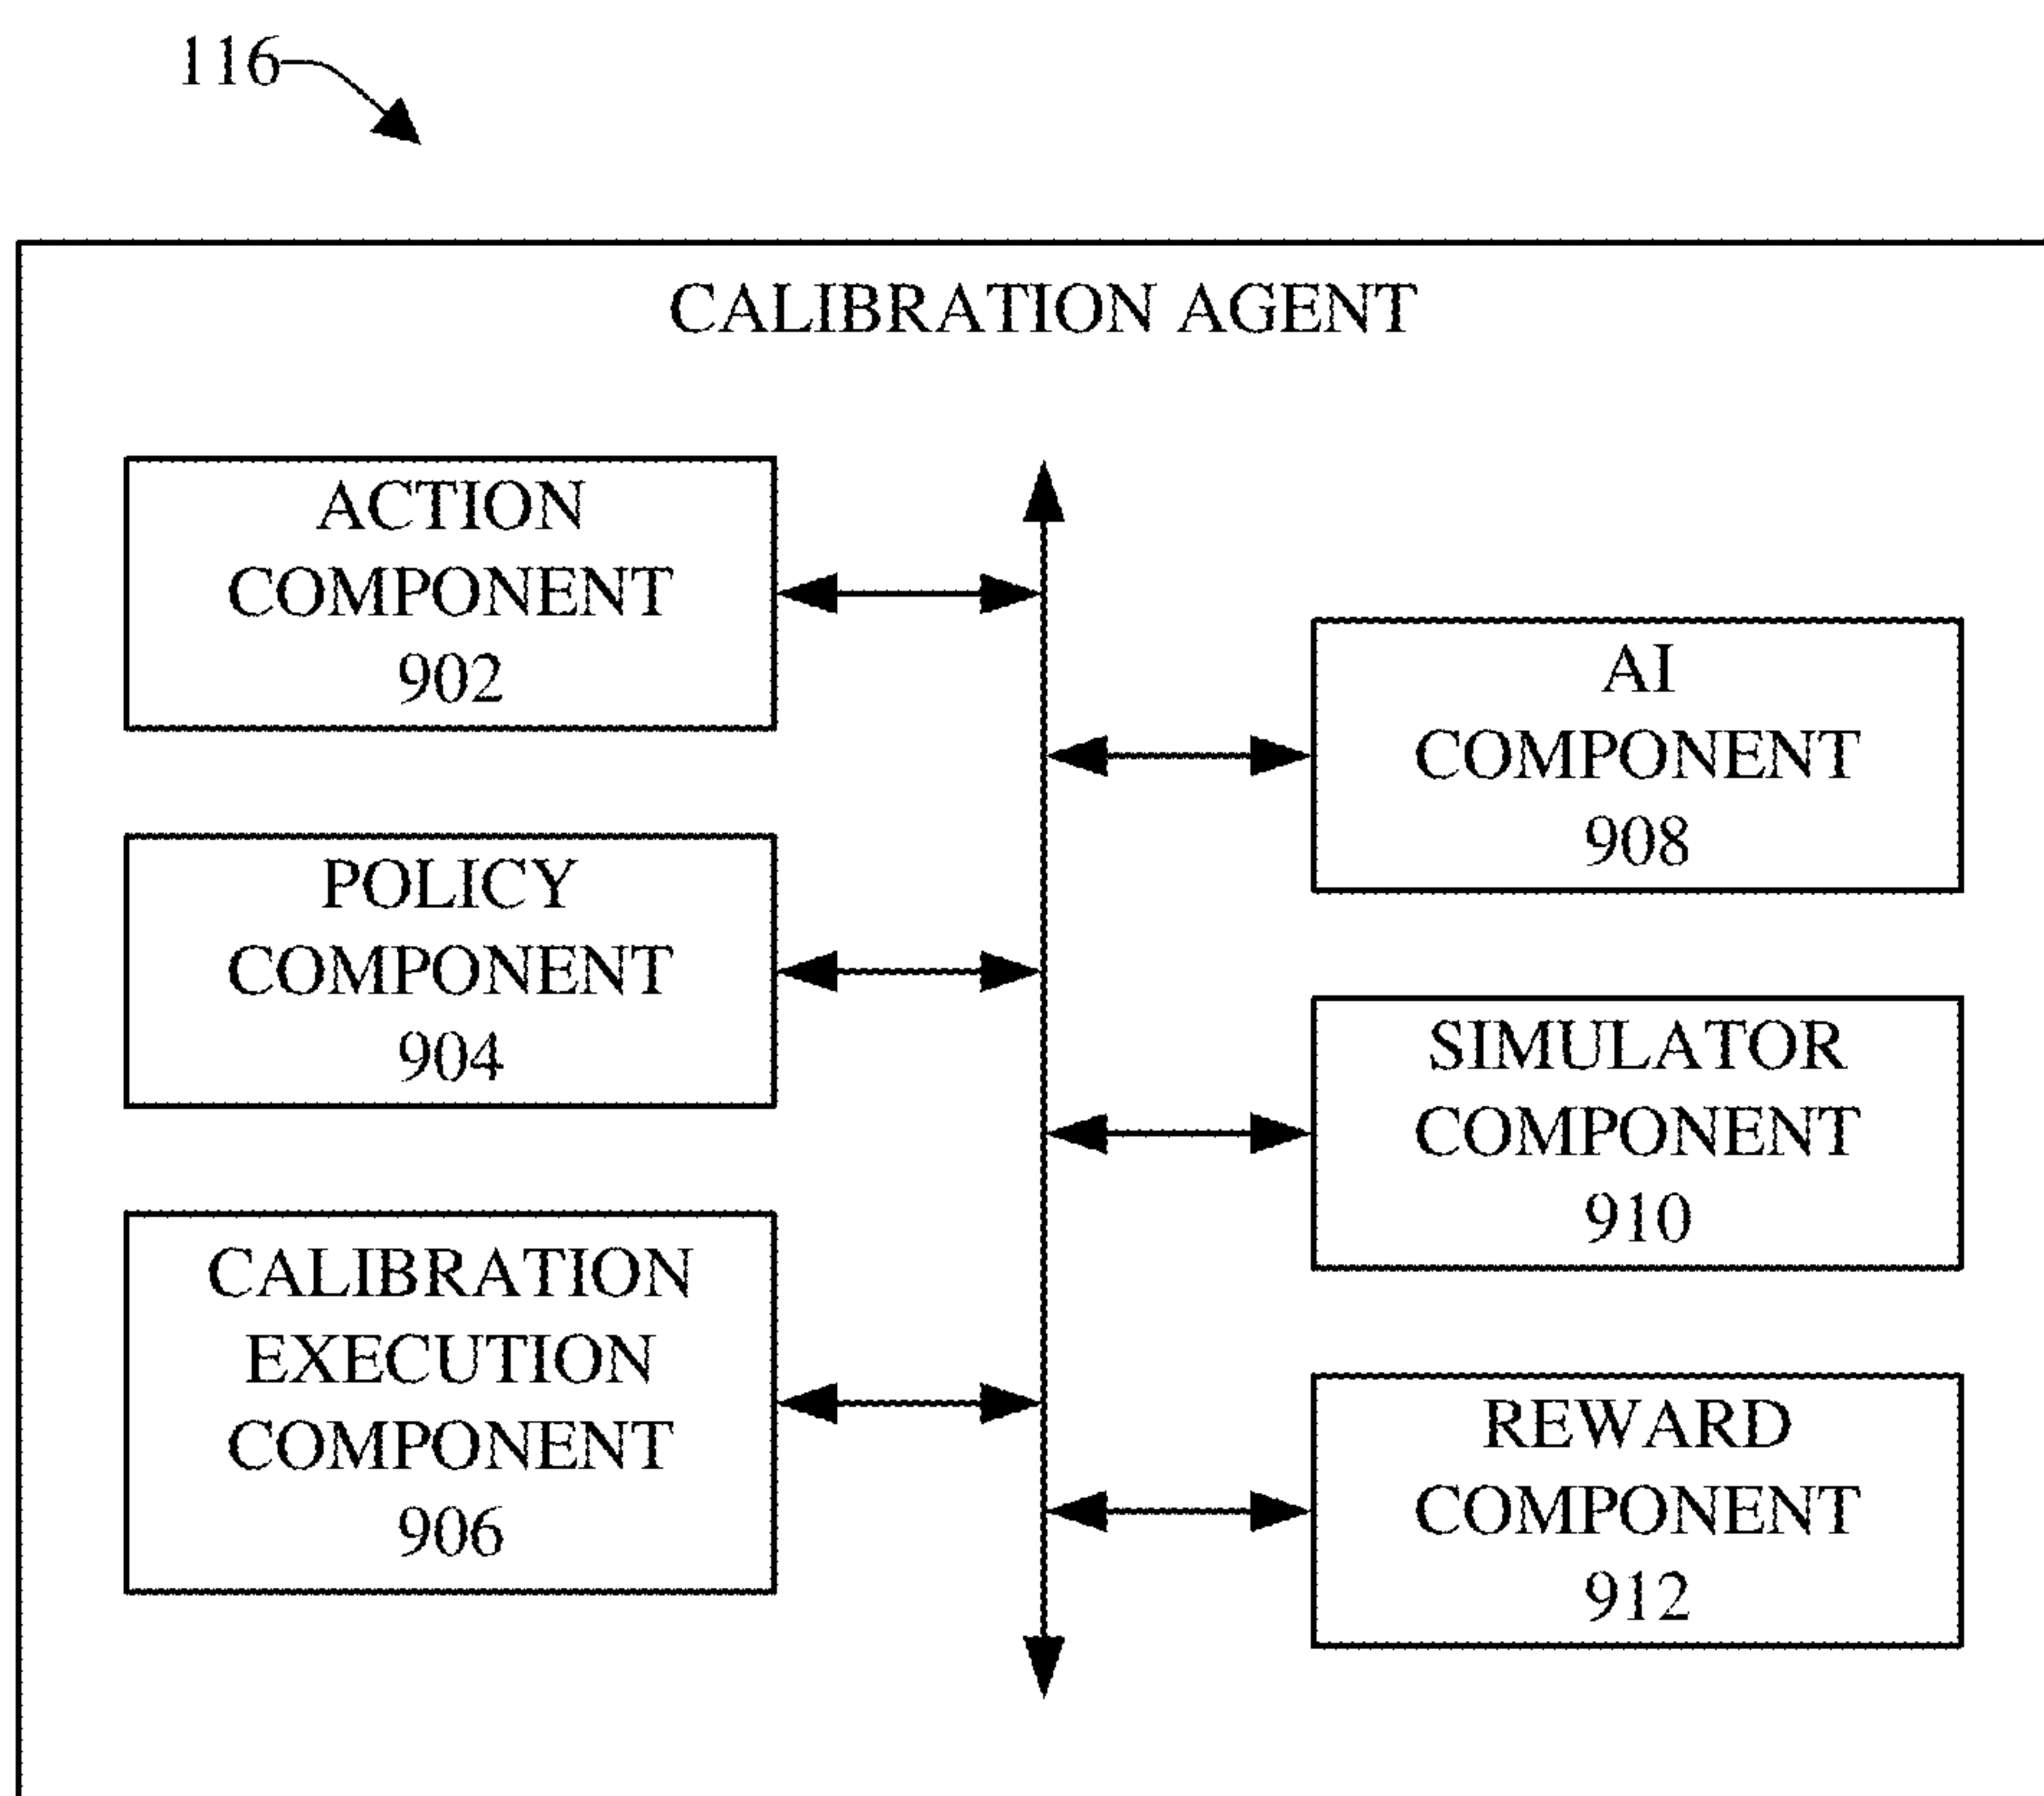 116
CALIBRATION AGENT
ACTION
COMPONENT
902
POLICY
COMPONENT
904
CALIBRATION
EXECUTION
COMPONENT
906
AI
COMPONENT
908
SIMULATOR
COMPONENT
910
REWARD
COMPONENT
912